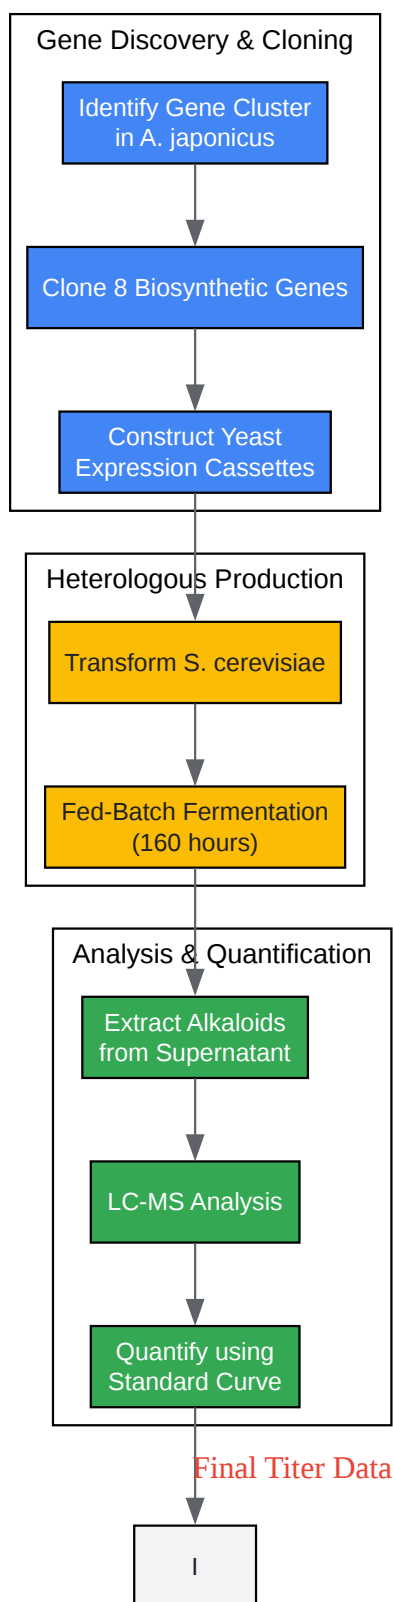 Gene Discovery & Cloning
Identify Gene Cluster
in A. japonicus
Clone 8 Biosynthetic Genes
Construct Yeast
Expression Cassettes
Heterologous Production
Transform S. cerevisiae
Fed-Batch Fermentation
(160 hours)
Analysis & Quantification
Extract Alkaloids
from Supernatant
LC-MS Analysis
Quantify using
Standard Curve
Final Titer Data
I